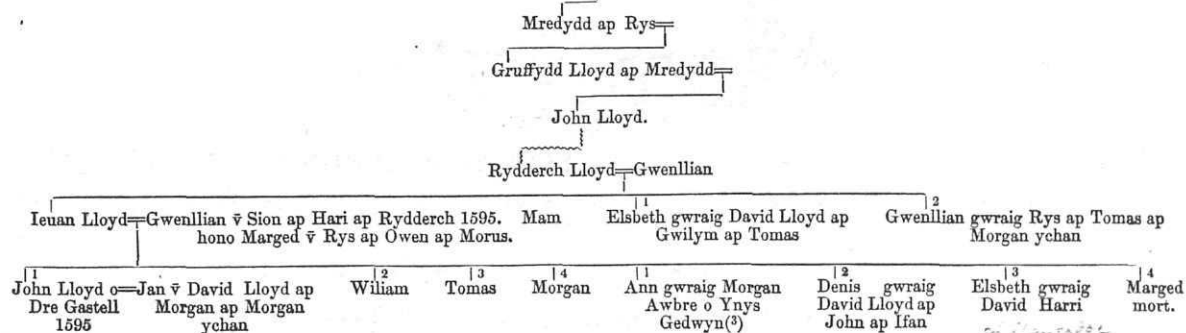 Mredydd ap Rys
Gruffydd Lloyd ap Mredydd
John Lloyd.
Rydderch Lloyd=Gwenllian
Ieuan Lloyd=Gwenllian v̄ Sion ap Hari ap Rydderch 1595. Mam
hono Marged v̄ Rys ap Owen ap Morus.
1
Elsbeth gwraig David Lloyd ap
Gwilym ap Tomas
2
Gwenllian gwraig Rys ap Tomas ap
Morgan ychan
1
John Lloyd o=Jan v̄ David Lloyd ap
Dre Gastell Morgan ap Morgan
1595 ychan
2
Wiliam
3
Tomas
4
Morgan
1
Ann gwraig Morgan
Awbre o Ynys
Gedwyn(³)
2
Denis gwraig
David Lloyd ap
John ap Ifan
3
Elsbeth gwraig
David Harri
4
Marged
mort.